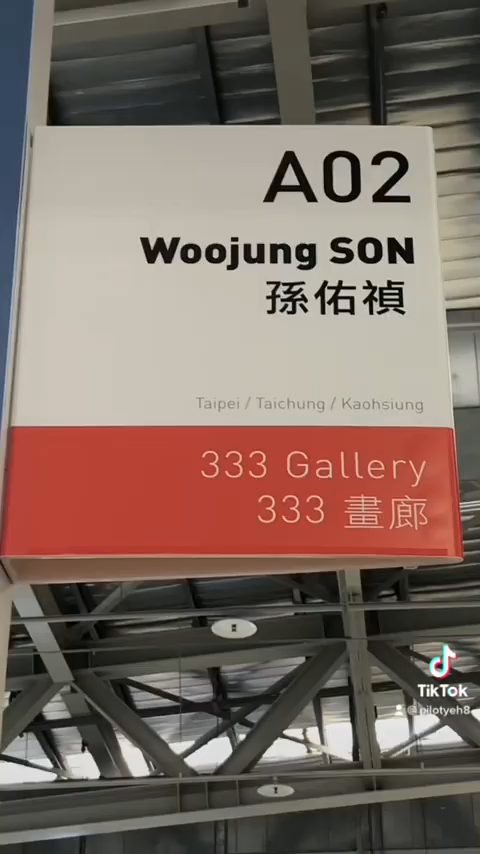 A02
Woojung SON
孫佑禎
Taipei / Taichung / Kaohsiung
333 Gallery
333 畫廊
TikTok
@pilotyeh8